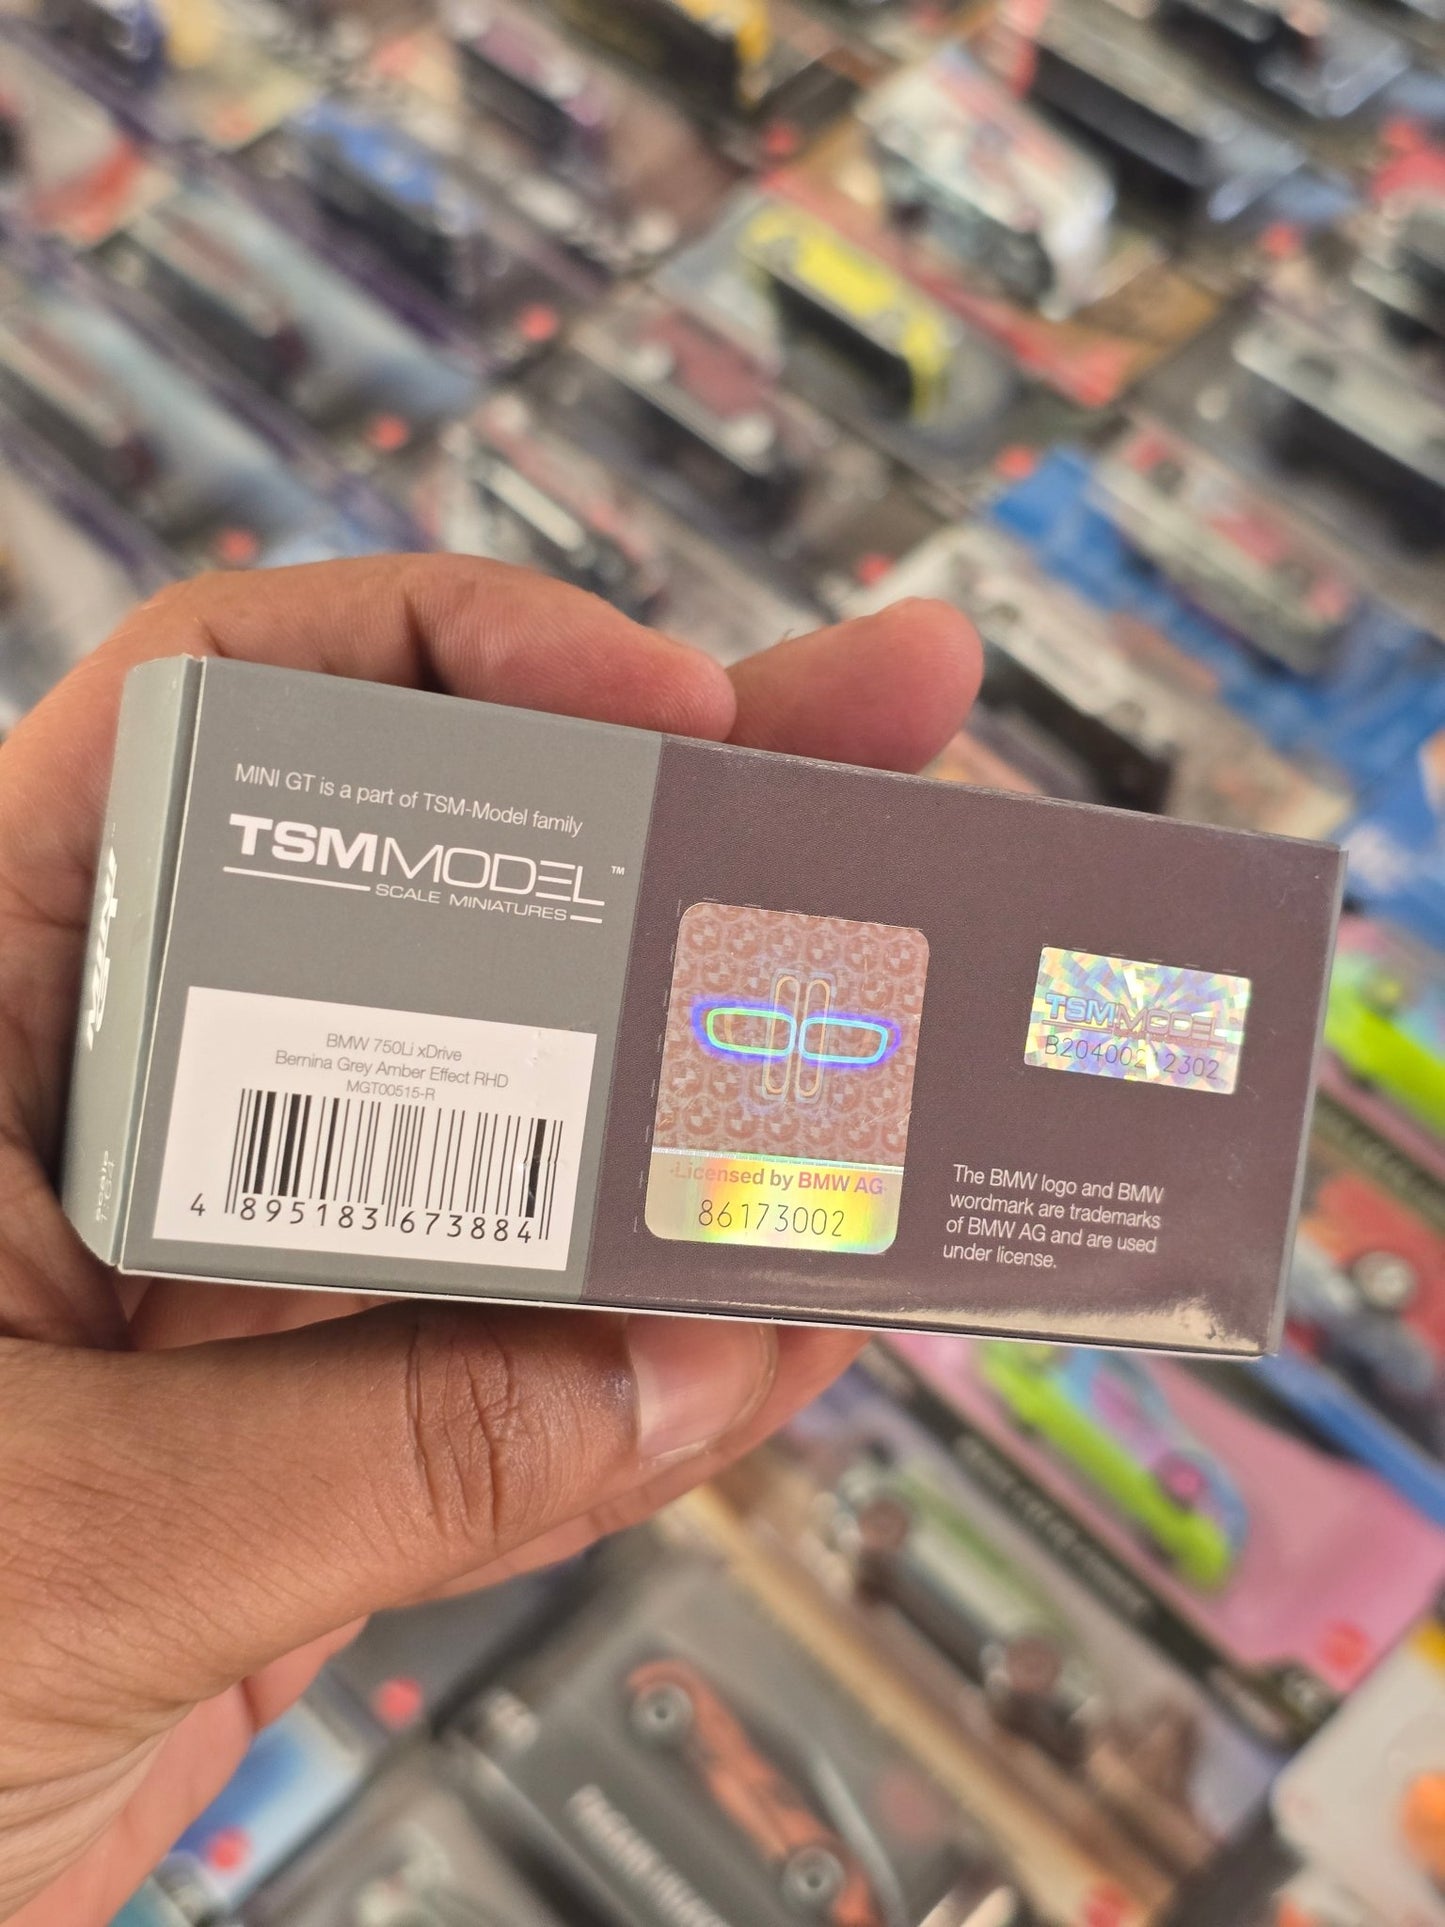 MINI GT is a part of TSM-Model family
TSMMODEL™
SCALE MINIATURES
BMW 750Li xDrive
Bernina Grey Amber Effect RHD
MGT00515-R
4 895183 673884
Licensed by BMW AG
86173002
TSMMODEL
The BMW logo and BMW
wordmark are trademarks
of BMW AG and are used
under license.